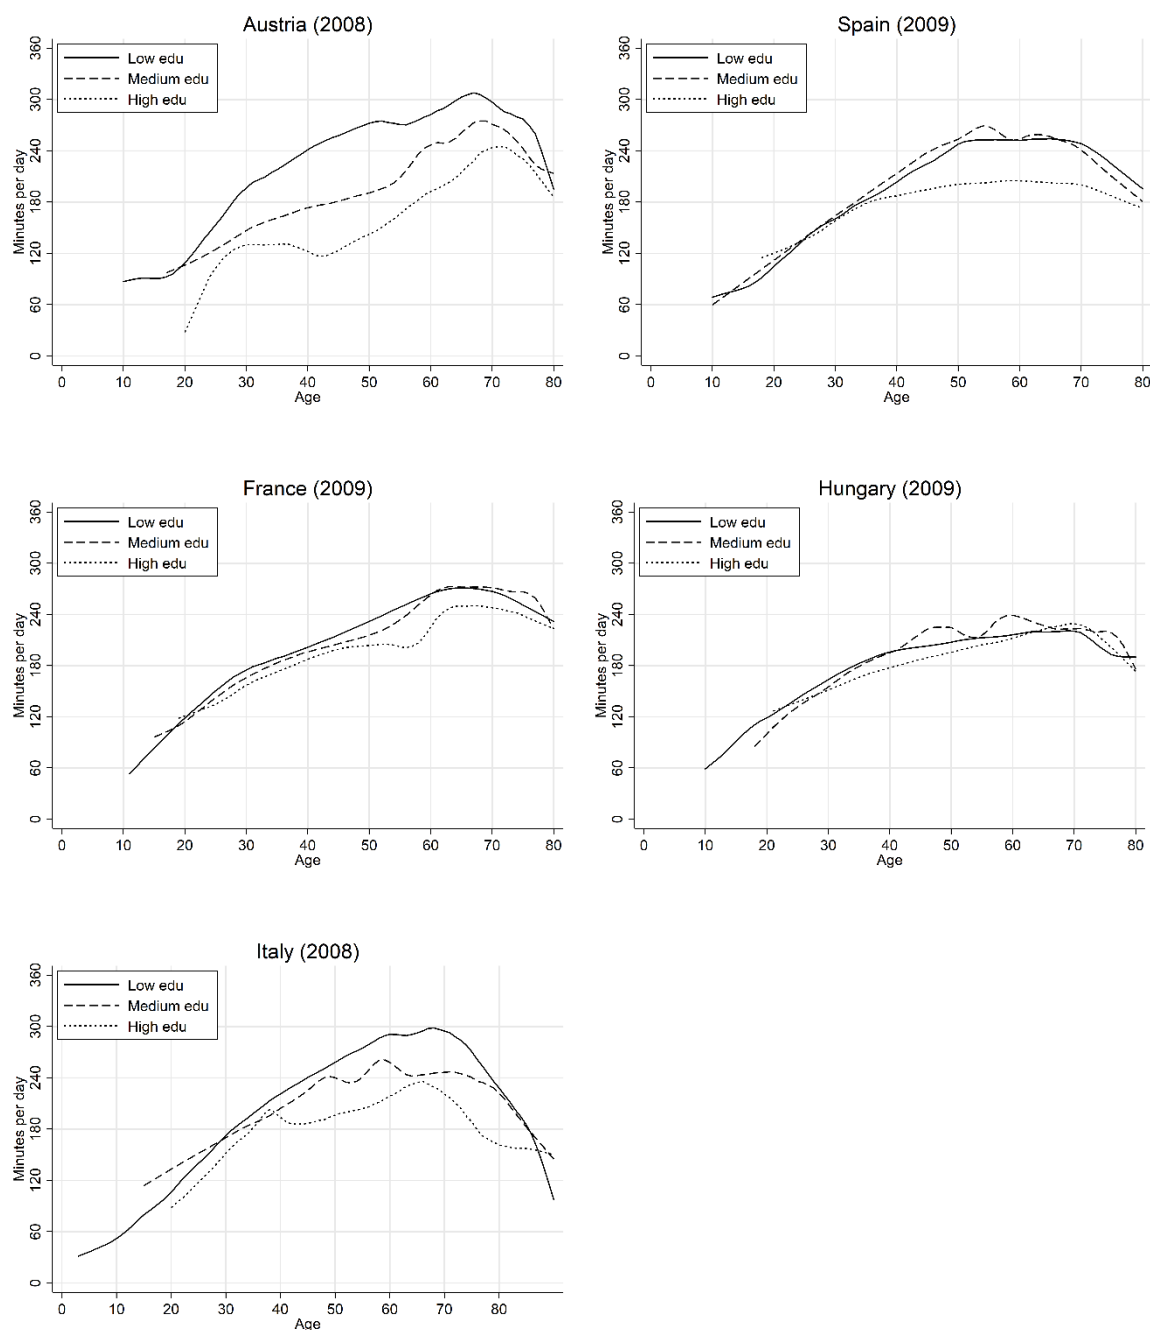 Austria (2008)
Low edu
Medium edu
High edu
Minutes per day
0 60 120 180 240 300 360
0 10 20 30 40 50 60 70 80
Age
Spain (2009)
Low edu
Medium edu
High edu
Minutes per day
0 60 120 180 240 300 360
0 10 20 30 40 50 60 70 80
Age
France (2009)
Low edu
Medium edu
High edu
Minutes per day
0 60 120 180 240 300 360
0 10 20 30 40 50 60 70 80
Age
Hungary (2009)
Low edu
Medium edu
High edu
Minutes per day
0 60 120 180 240 300 360
0 10 20 30 40 50 60 70 80
Age
Italy (2008)
Low edu
Medium edu
High edu
Minutes per day
0 60 120 180 240 300 360
0 10 20 30 40 50 60 70 80
Age